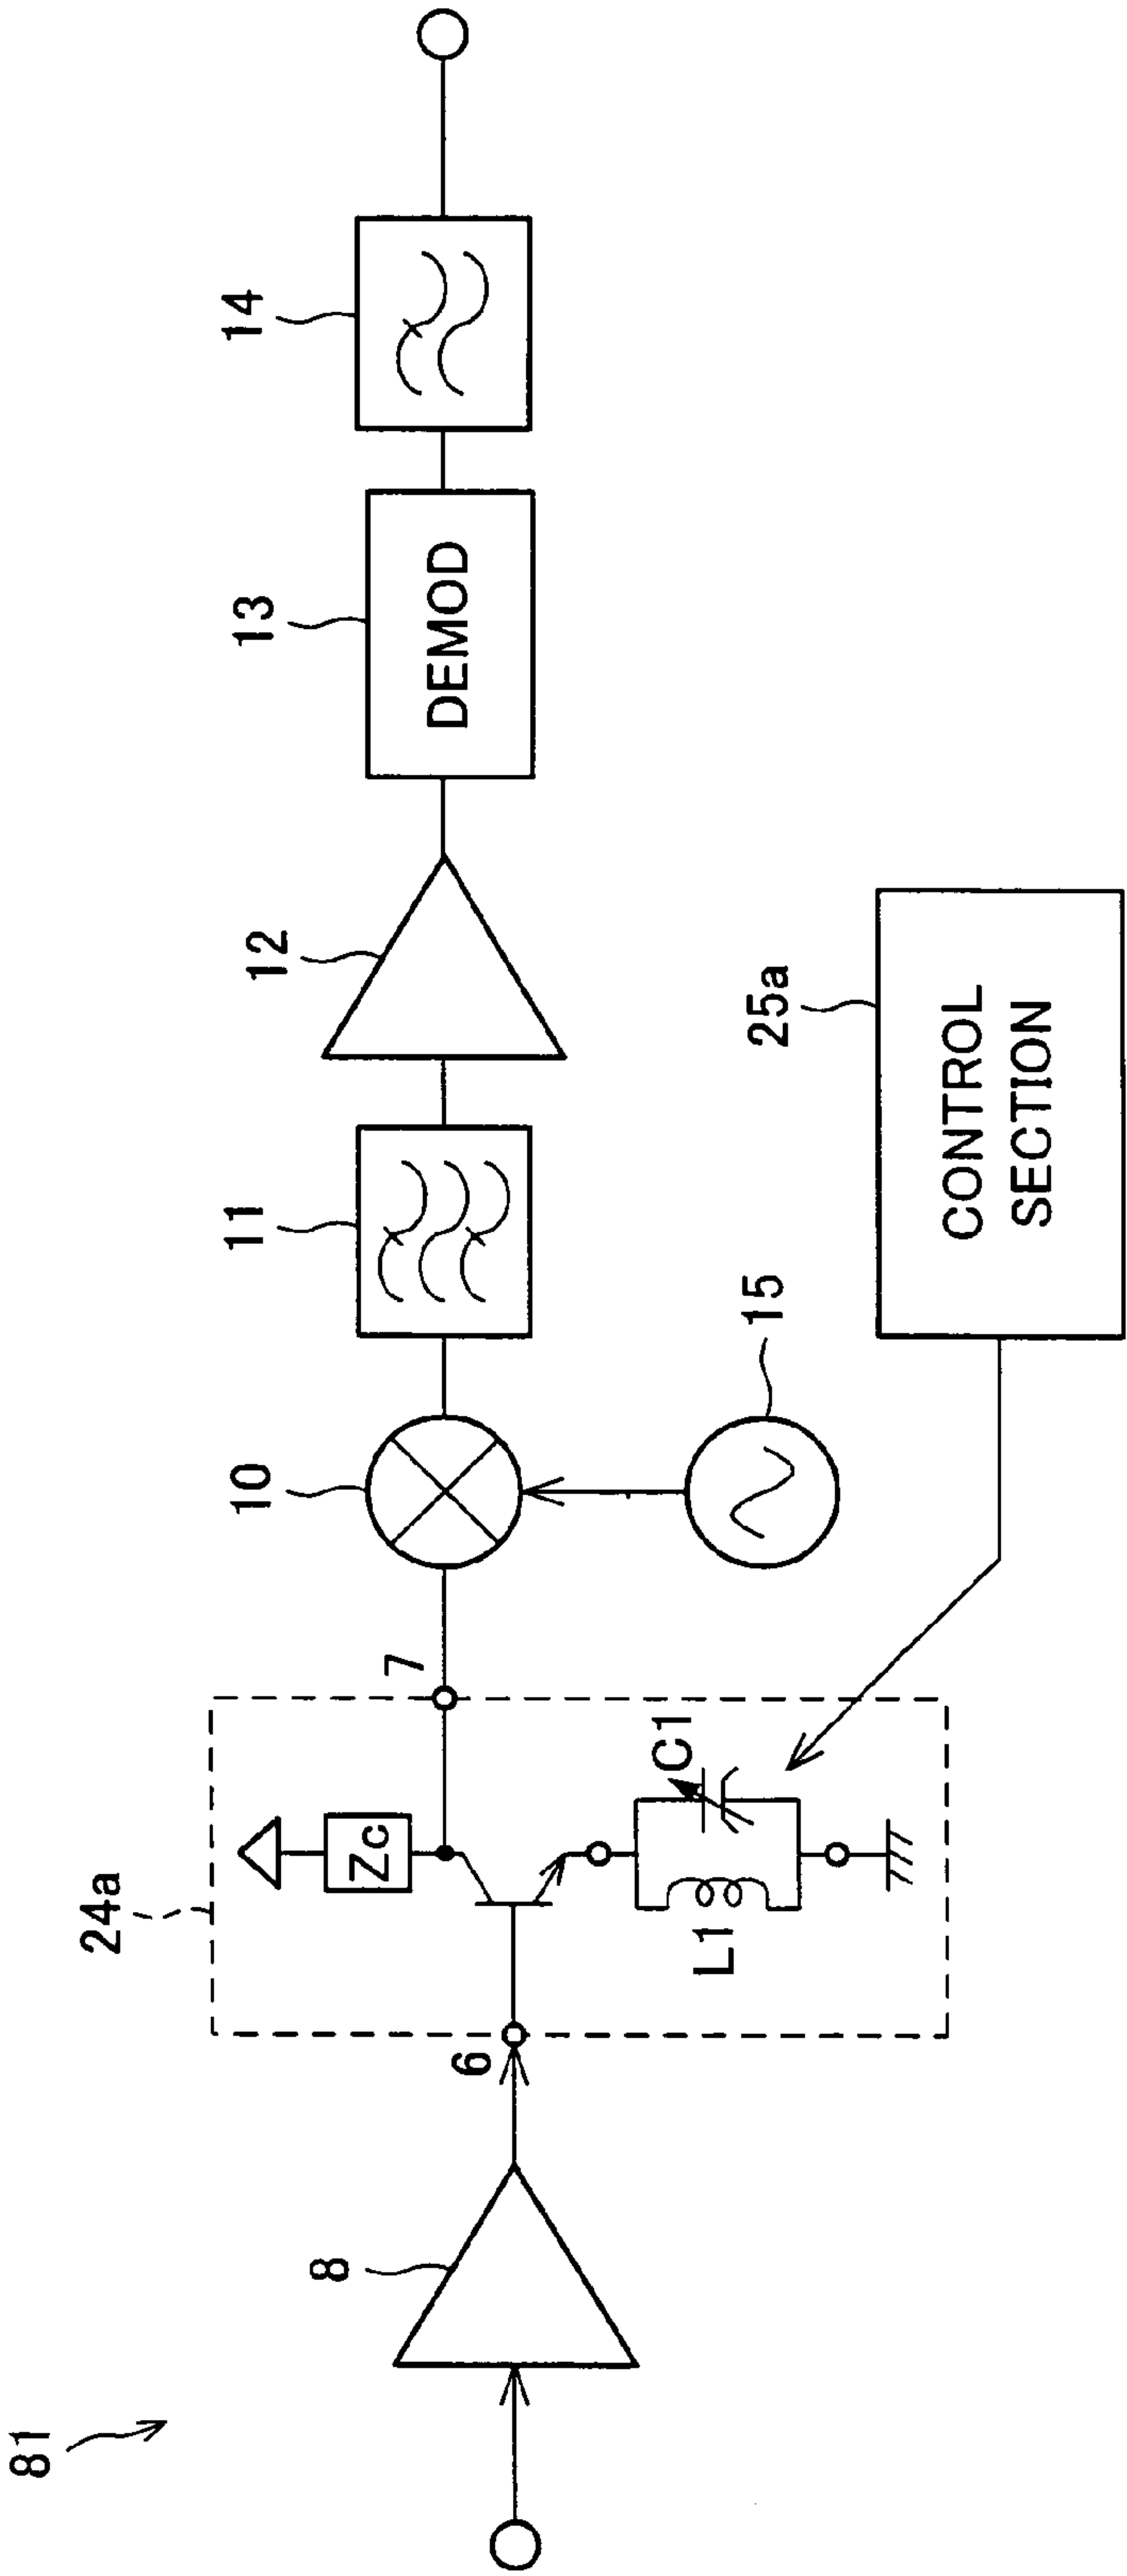 81
8
6
24a
Zc
7
L1
C1
10
15
11
12
13
DEMOD
14
25a
CONTROL
SECTION